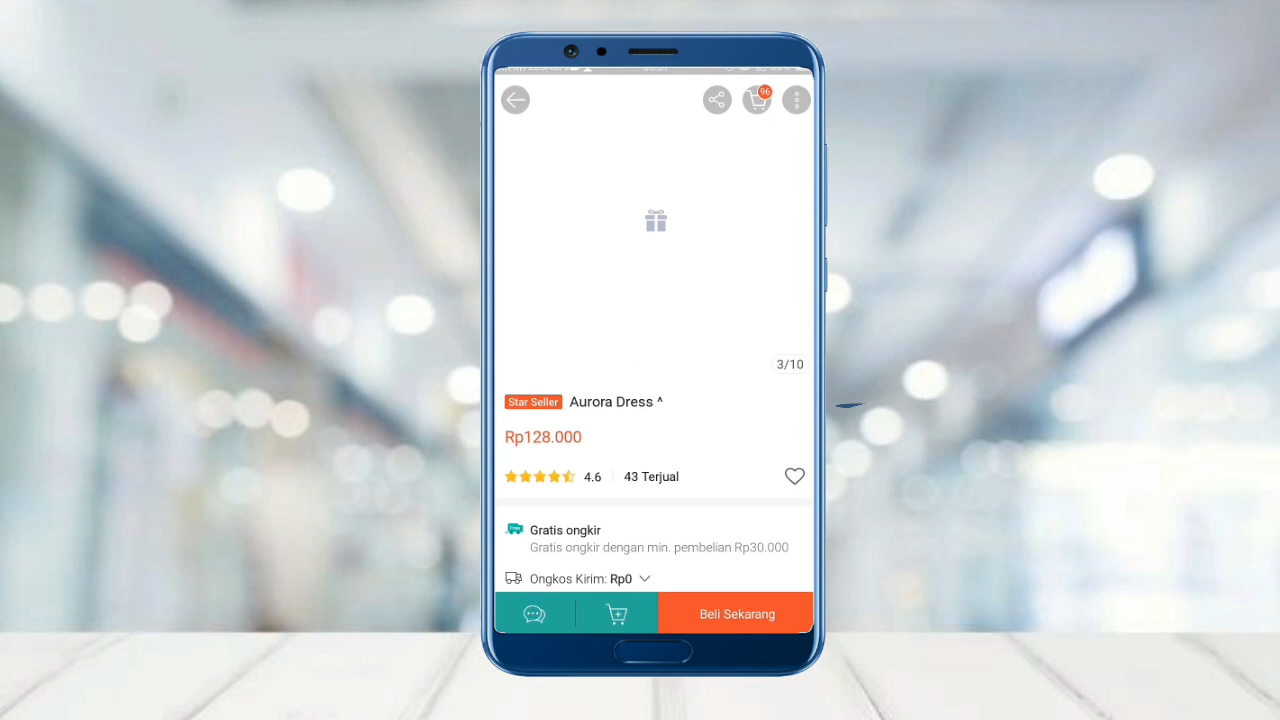 96
3/10
Star Seller Aurora Dress ^
Rp128.000
4.6 43 Terjual
Free
Gratis ongkir
Gratis ongkir dengan min. pembelian Rp30.000
Ongkos Kirim: Rp0
Beli Sekarang